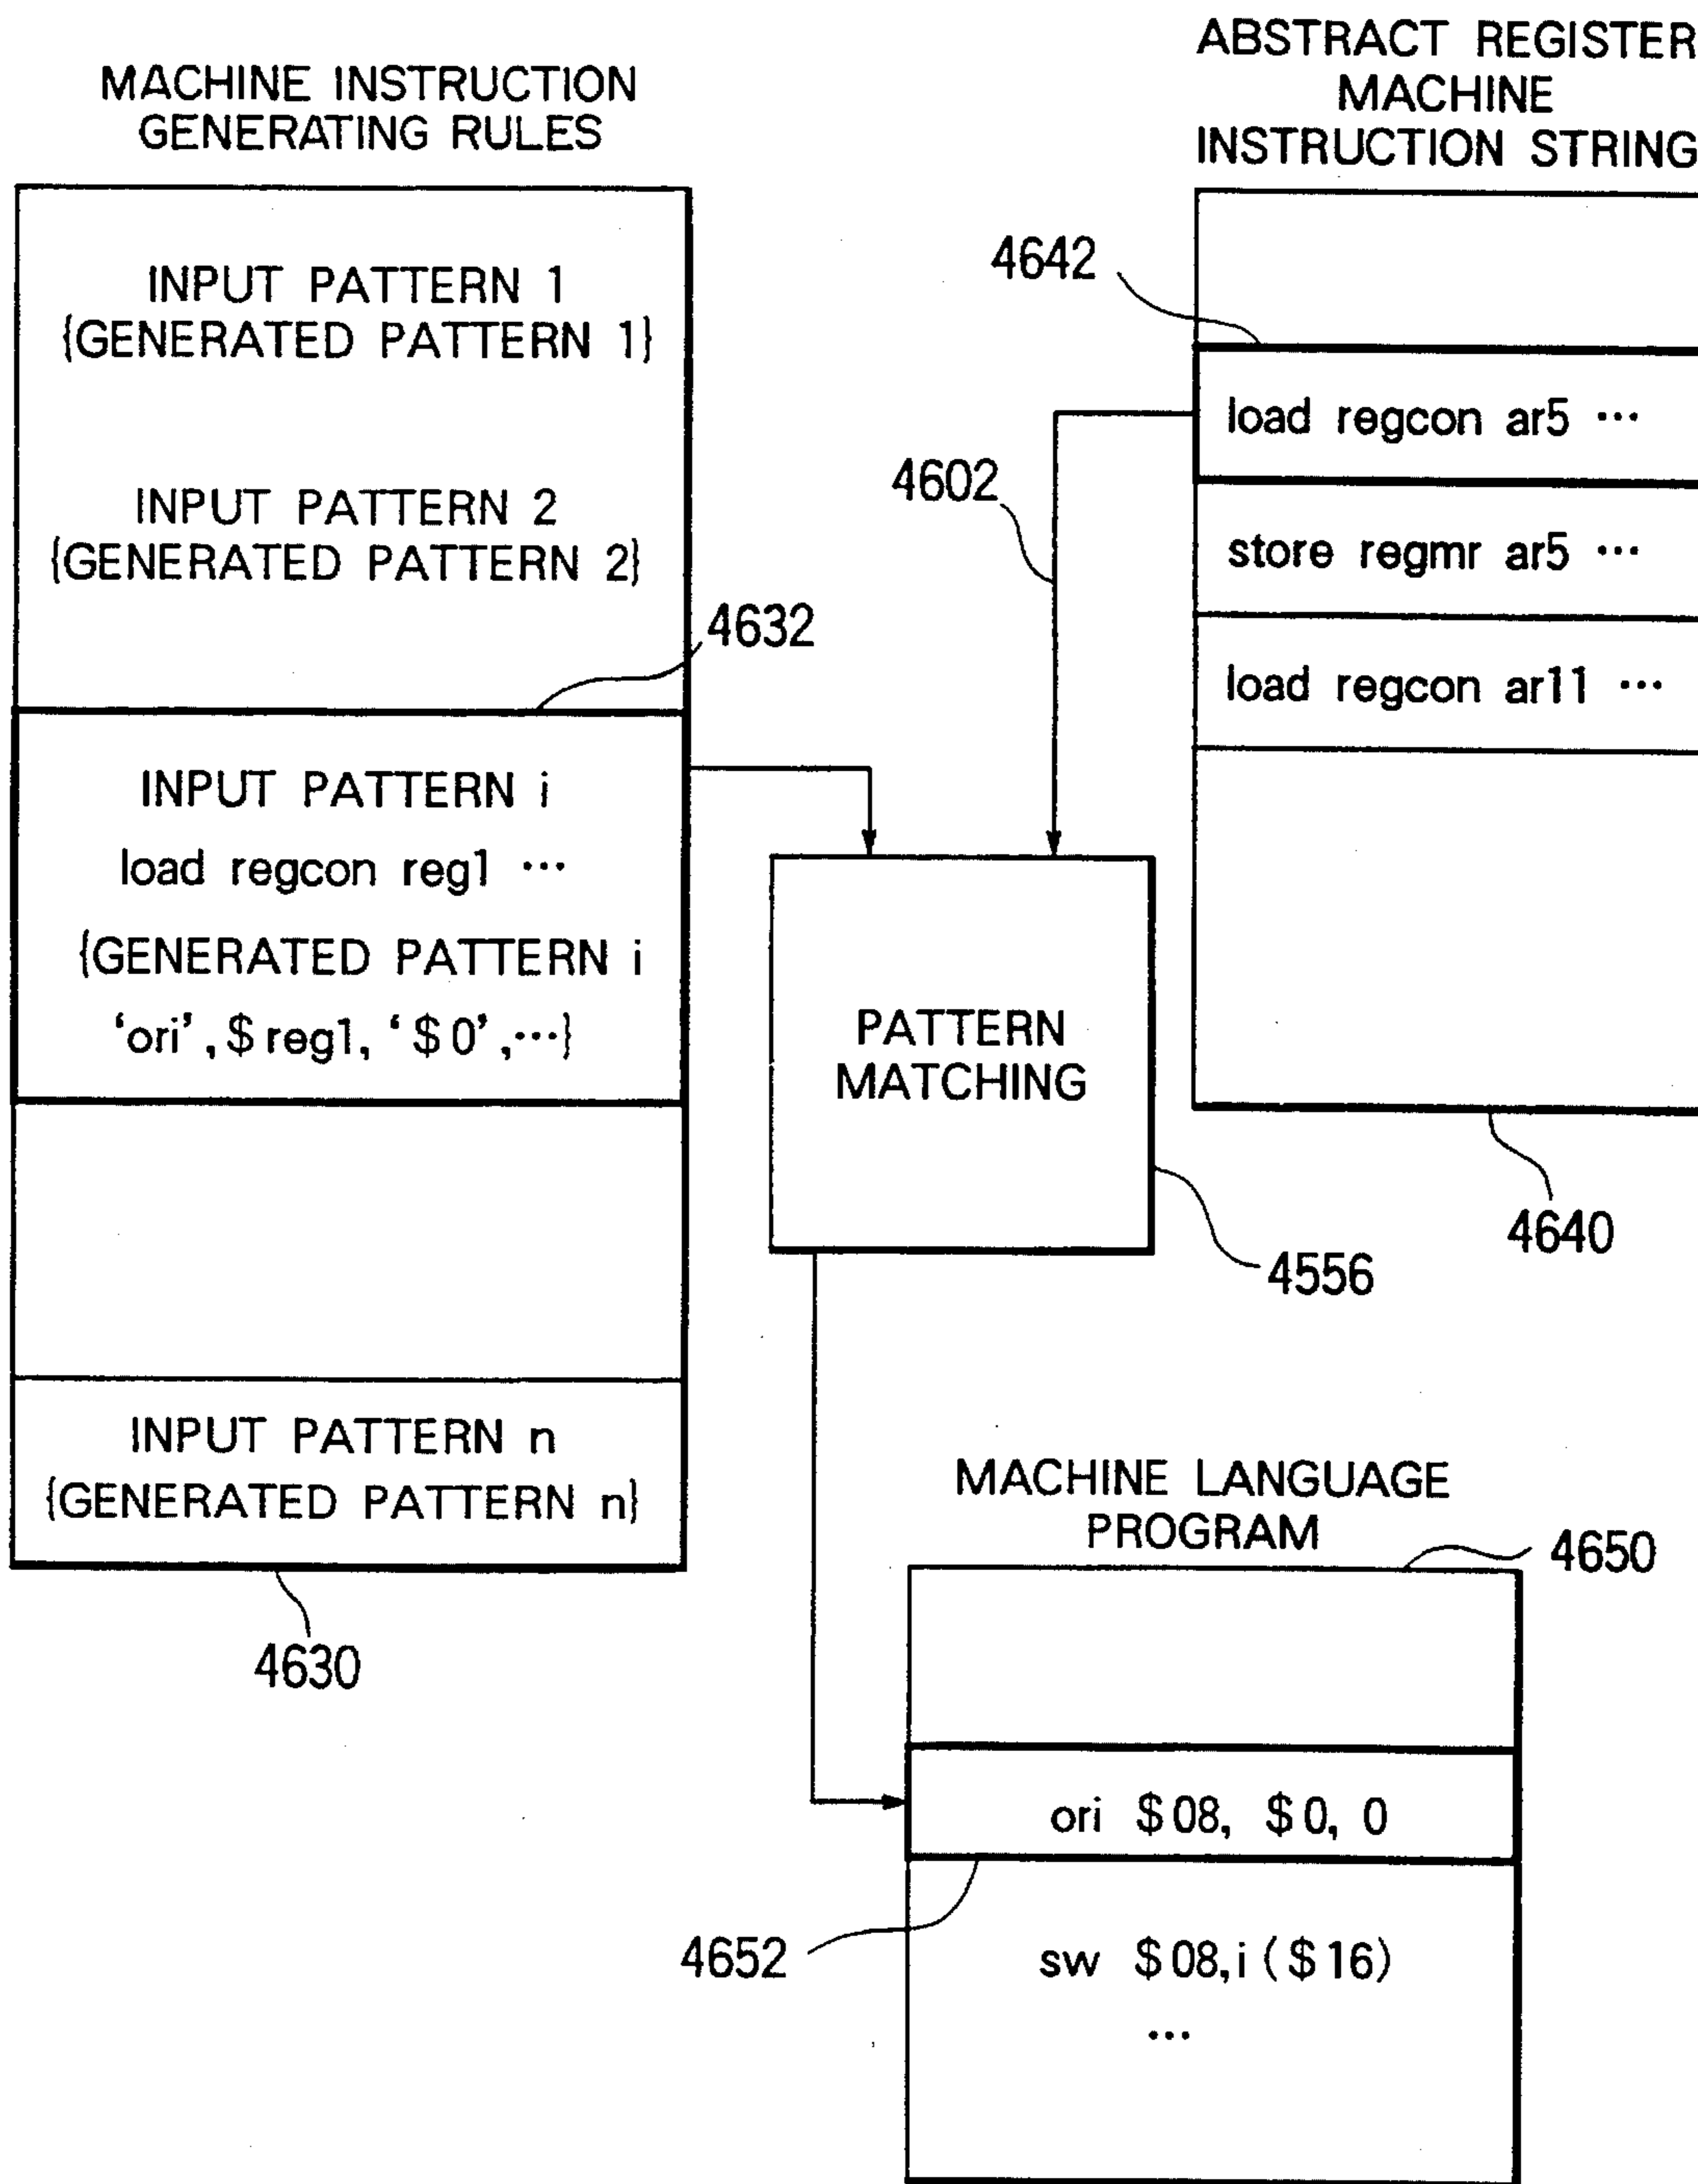 MACHINE INSTRUCTION
GENERATING RULES
INPUT PATTERN 1
{GENERATED PATTERN 1}
INPUT PATTERN 2
{GENERATED PATTERN 2}
4632
INPUT PATTERN i
load regcon reg1 ···
{GENERATED PATTERN i
‘ori’,$reg1, ‘$0’,···}
INPUT PATTERN n
{GENERATED PATTERN n}
4630
ABSTRACT REGISTER
MACHINE
INSTRUCTION STRING
4642
load regcon ar5 ···
4602
store regmr ar5 ···
load regcon ar11 ···
4640
PATTERN
MATCHING
4556
MACHINE LANGUAGE
PROGRAM
4650
ori $08, $0, 0
4652
sw $08,i($16)
···